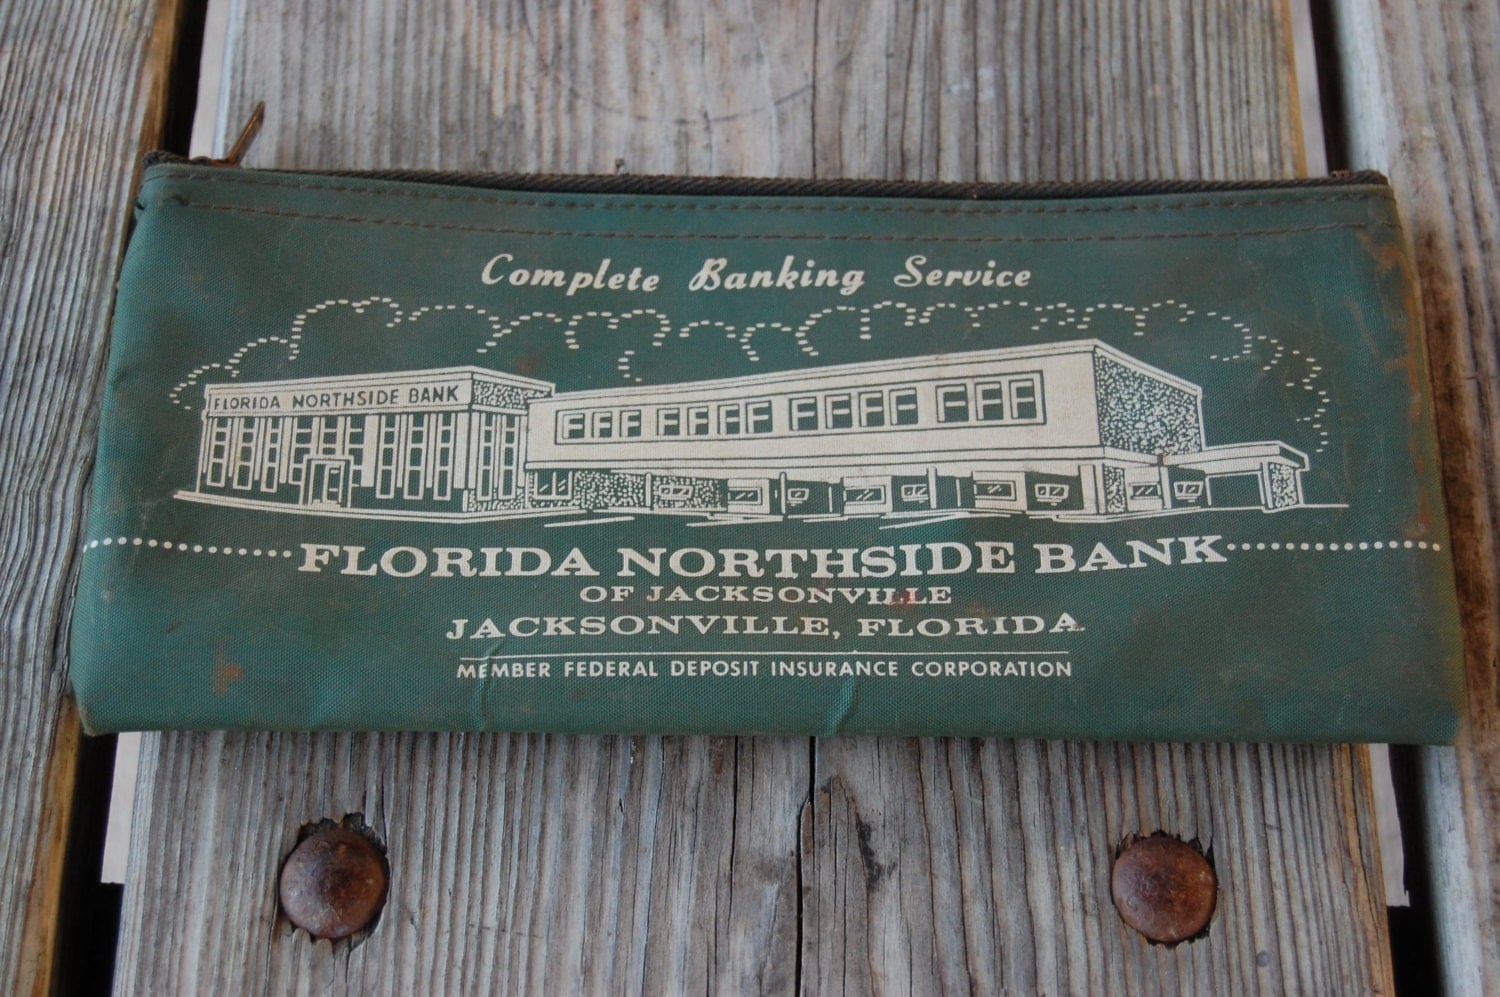 Complete Banking Service
FLORIDA NORTHSIDE BANK
FLORIDA NORTHSIDE BANK
OF JACKSONVILLE
JACKSONVILLE, FLORIDA
MEMBER FEDERAL DEPOSIT INSURANCE CORPORATION